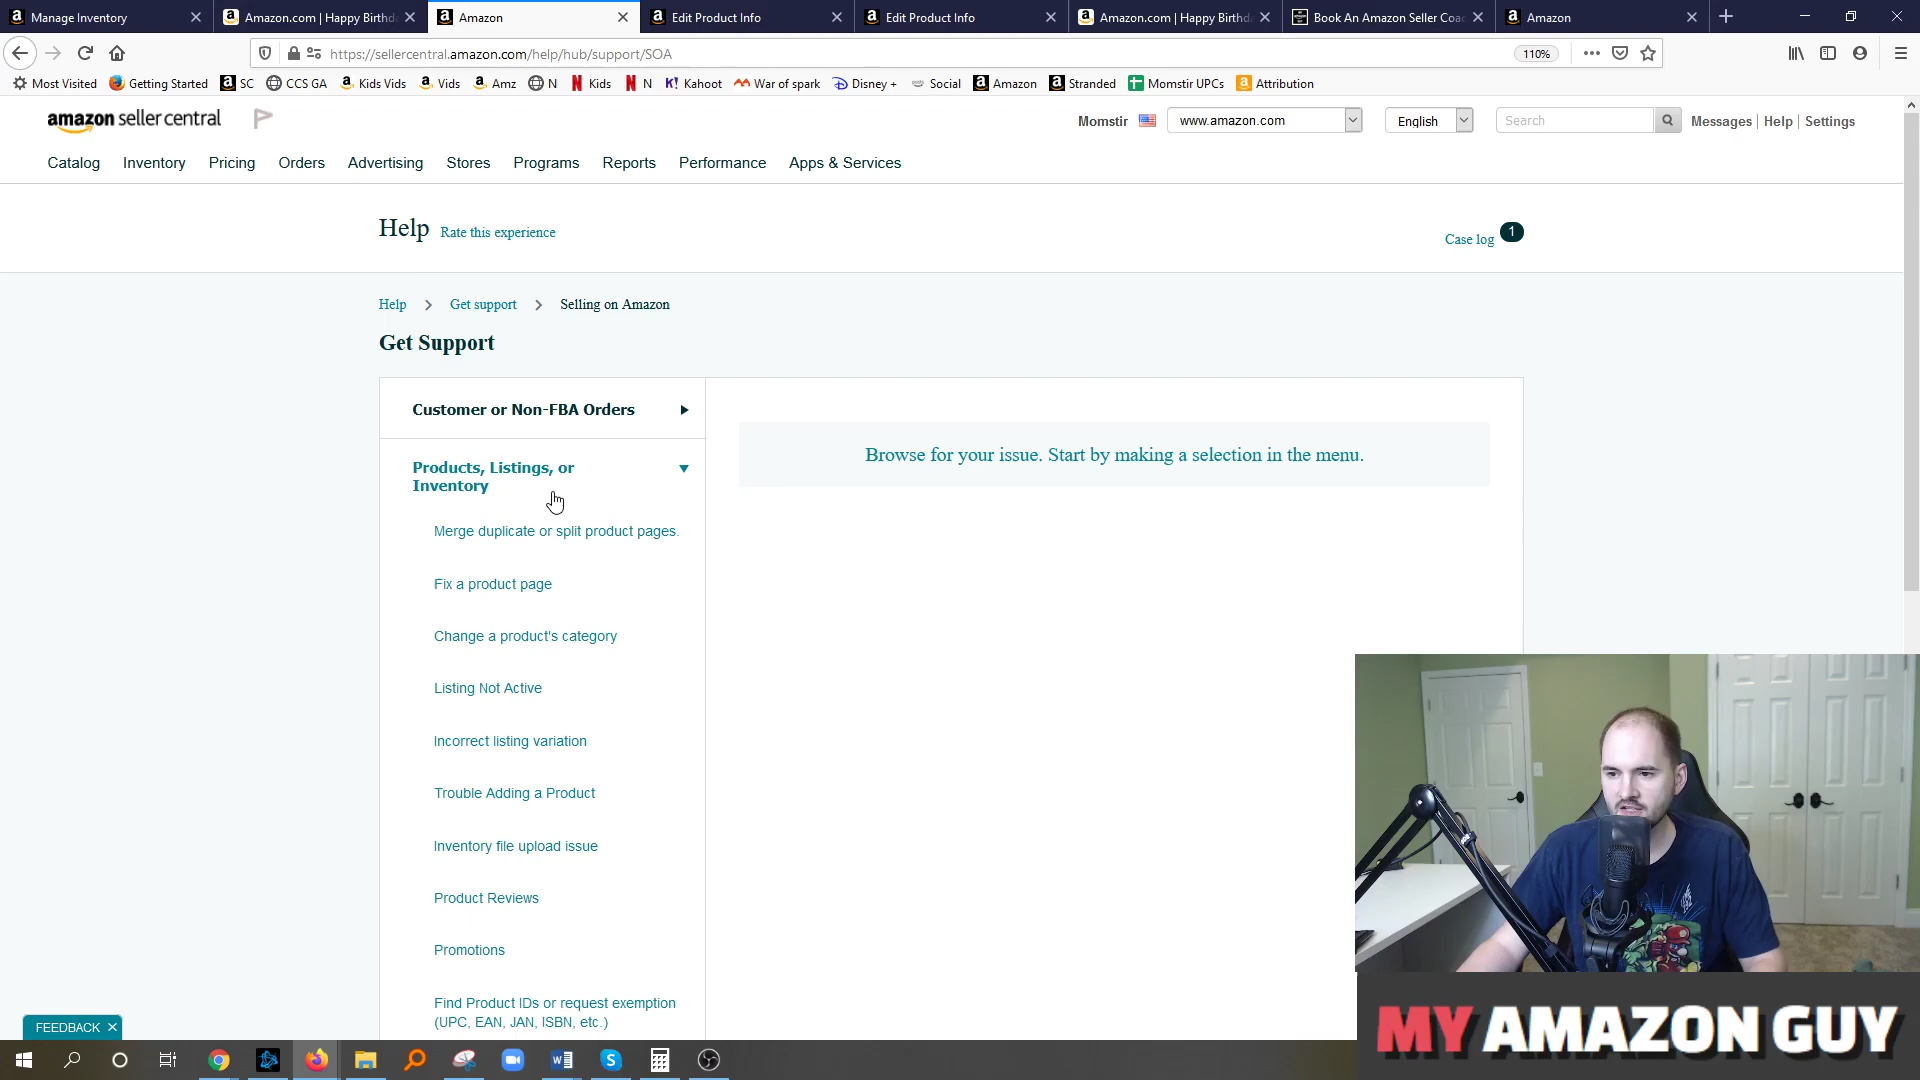 Manage Inventory
Amazon.com | Happy Birthda
Amazon
Edit Product Info
Edit Product Info
Amazon.com | Happy Birthd
Book An Amazon Seller Coac
Amazon
https://sellercentral.amazon.com/help/hub/support/SOA
110%
Most Visited
Getting Started
SC
CCS GA
Kids Vids
Vids
Amz
N
Kids
N
Kahoot
War of spark
Disney +
Social
Amazon
Stranded
Momstir UPCs
Attribution
amazon seller central
Momstir
www.amazon.com
English
Search
Messages | Help | Settings
Catalog
Inventory
Pricing
Orders
Advertising
Stores
Programs
Reports
Performance
Apps & Services
Help
Rate this experience
Case log
1
Help
Get support
Selling on Amazon
Get Support
Customer or Non-FBA Orders
Browse for your issue. Start by making a selection in the menu.
Products, Listings, or
Inventory
Merge duplicate or split product pages.
Fix a product page
Change a product's category
Listing Not Active
Incorrect listing variation
Trouble Adding a Product
Inventory file upload issue
Product Reviews
Promotions
Find Product IDs or request exemption
(UPC, EAN, JAN, ISBN, etc.)
FEEDBACK
MY AMAZON GUY